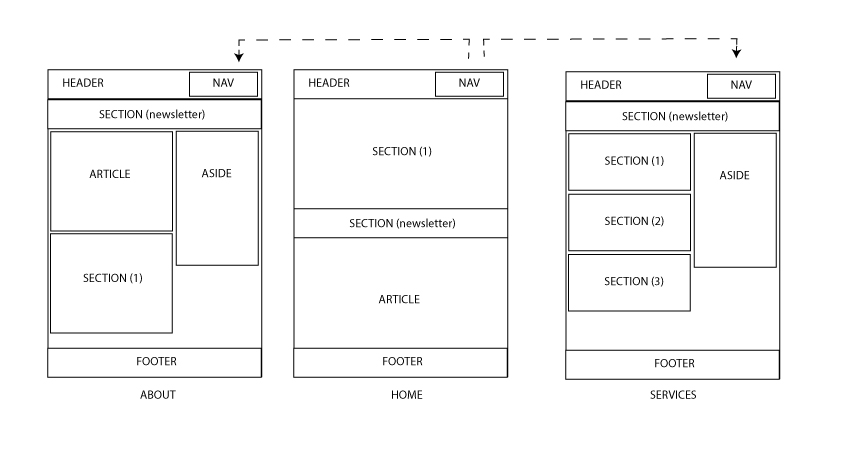 HEADER NAV
SECTION (newsletter)
ARTICLE
ASIDE
SECTION (1)
FOOTER
ABOUT
HEADER NAV
SECTION (1)
SECTION (newsletter)
ARTICLE
FOOTER
HOME
HEADER NAV
SECTION (newsletter)
SECTION (1)
ASIDE
SECTION (2)
SECTION (3)
FOOTER
SERVICES